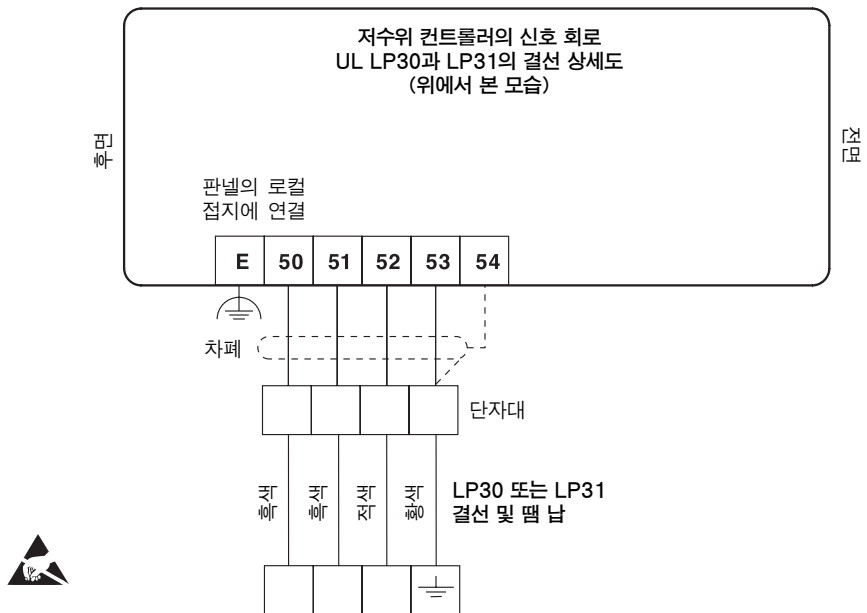 저수위 컨트롤러의 신호 회로
UL LP30과 LP31의 결선 상세도
(위에서 본 모습)
후면
전면
판넬의 로컬
접지에 연결
E 50 51 52 53 54
차폐
단자대
흑색 흑색 적색 황색
LP30 또는 LP31
결선 및 땜 납